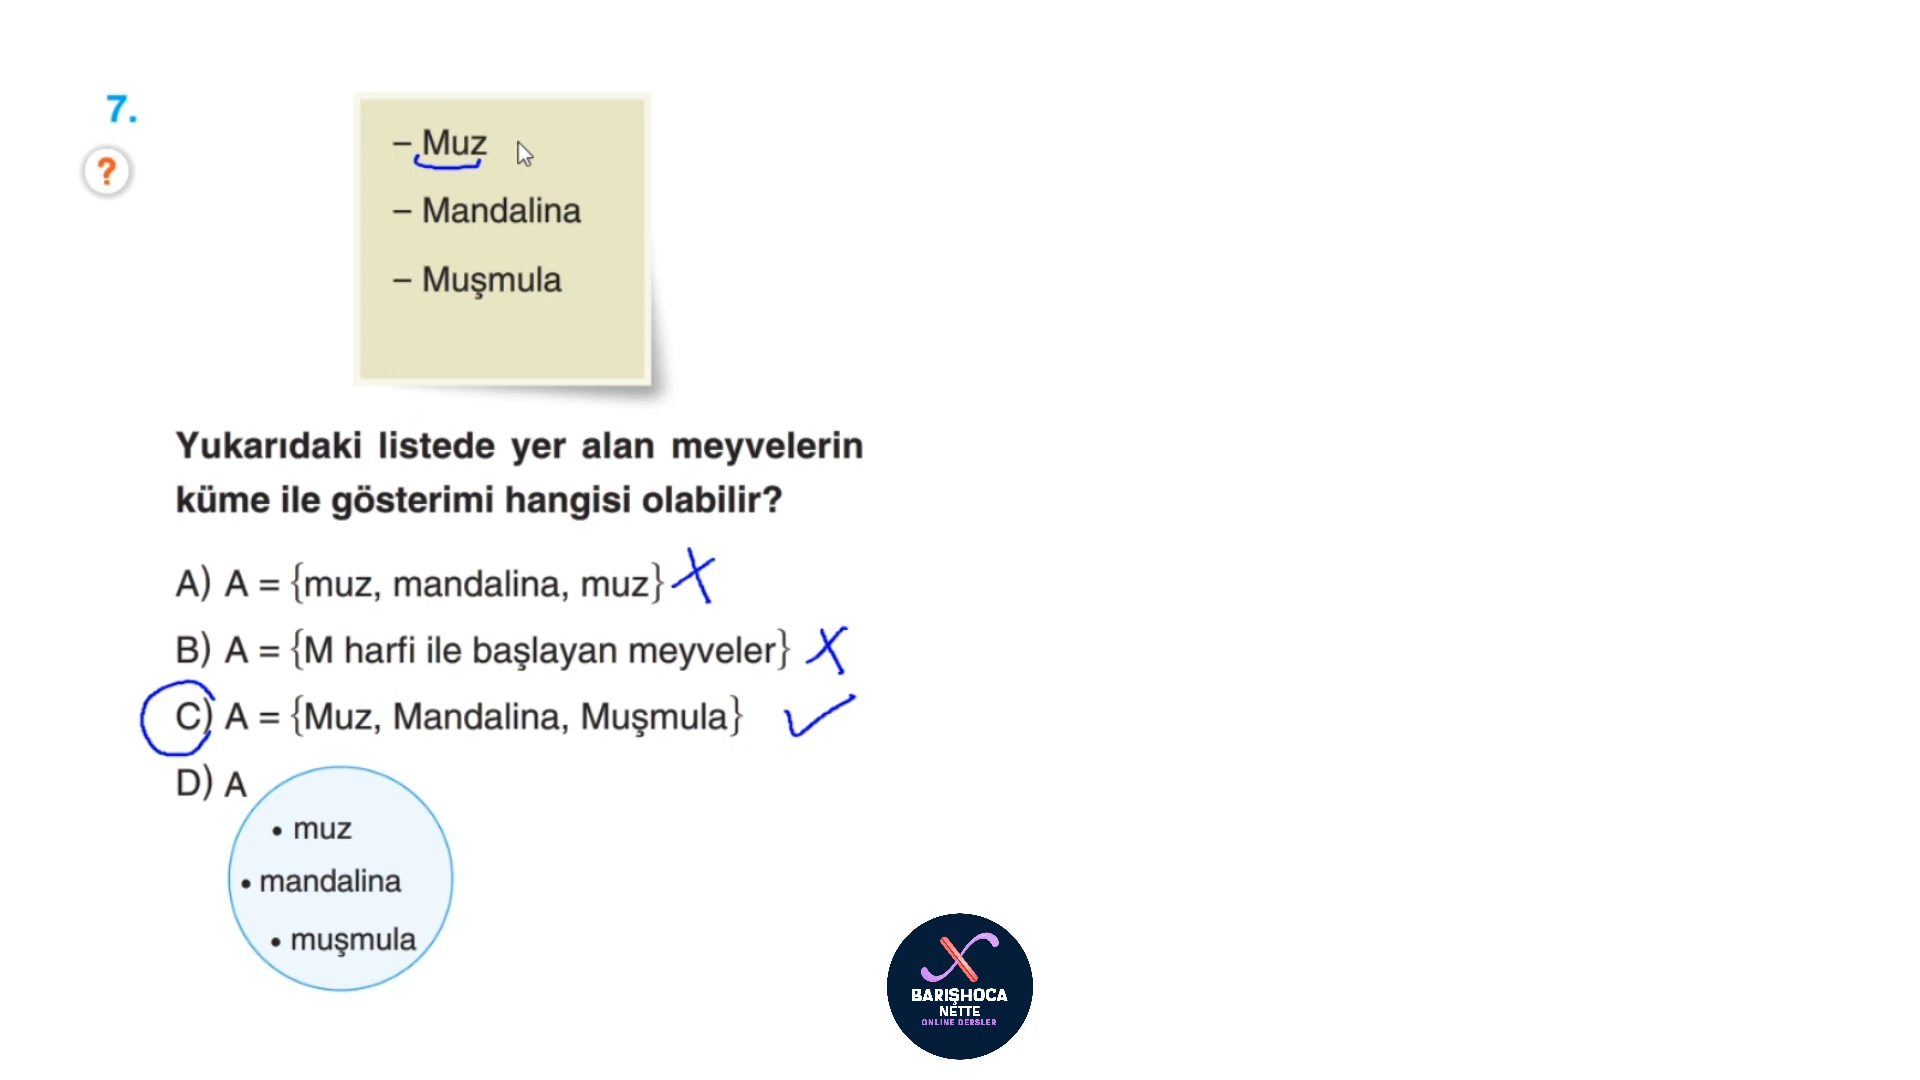 7.
?
– Muz
– Mandalina
– Muşmula
Yukarıdaki listede yer alan meyvelerin
küme ile gösterimi hangisi olabilir?
A) A = {muz, mandalina, muz}
B) A = {M harfi ile başlayan meyveler}
C) A = {Muz, Mandalina, Muşmula}
D) A
• muz
• mandalina
• muşmula
BARIŞHOCA
NETTE
ONLINE DERSLER